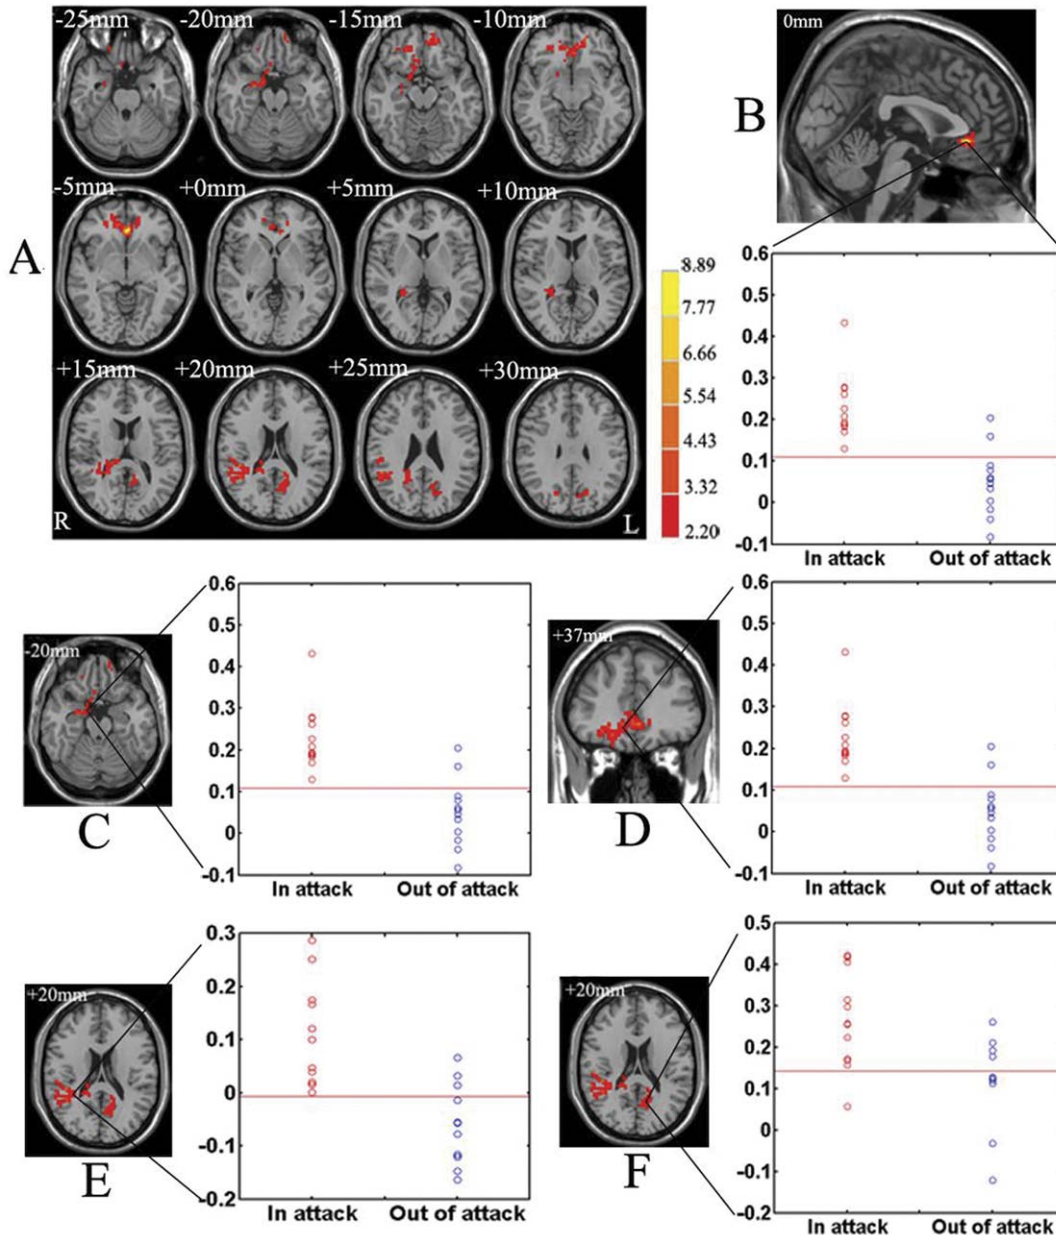 -25mm -20mm -15mm -10mm
-5mm +0mm +5mm +10mm
+15mm +20mm +25mm +30mm
R L
A
8.89
7.77
6.66
5.54
4.43
3.32
2.20
0mm
B
0.6
0.5
0.4
0.3
0.2
0.1
0
-0.1
In attack Out of attack
-20mm
C
0.6
0.5
0.4
0.3
0.2
0.1
0
-0.1
In attack Out of attack
+37mm
D
0.6
0.5
0.4
0.3
0.2
0.1
0
-0.1
In attack Out of attack
+20mm
E
0.3
0.2
0.1
0
-0.1
-0.2
In attack Out of attack
+20mm
F
0.5
0.4
0.3
0.2
0.1
0
-0.1
-0.2
In attack Out of attack